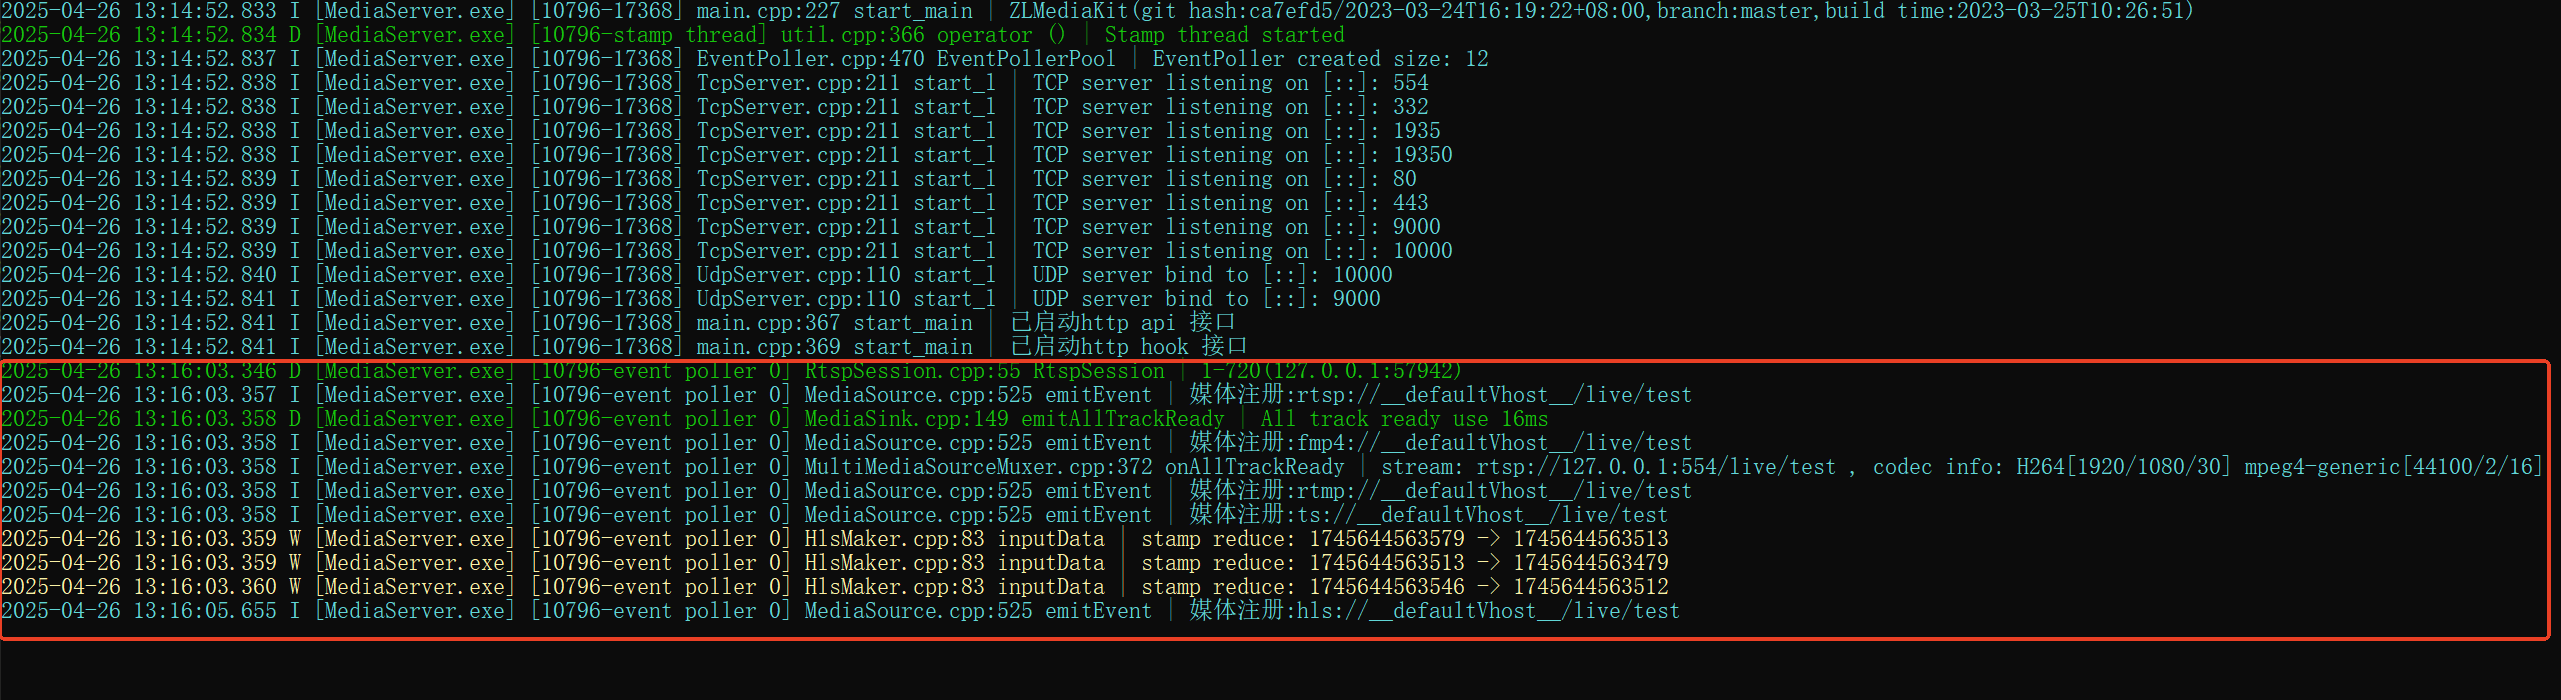 2025-04-26 13:14:52.833 I [MediaServer.exe] [10796-17368] main.cpp:227 start_main | ZLMediaKit(git hash:ca7efd5/2023-03-24T16:19:22+08:00,branch:master,build time:2023-03-25T10:26:51)
2025-04-26 13:14:52.834 D [MediaServer.exe] [10796-stamp thread] util.cpp:366 operator () | Stamp thread started
2025-04-26 13:14:52.837 I [MediaServer.exe] [10796-17368] EventPoller.cpp:470 EventPollerPool | EventPoller created size: 12
2025-04-26 13:14:52.838 I [MediaServer.exe] [10796-17368] TcpServer.cpp:211 start_l | TCP server listening on [::]: 554
2025-04-26 13:14:52.838 I [MediaServer.exe] [10796-17368] TcpServer.cpp:211 start_l | TCP server listening on [::]: 332
2025-04-26 13:14:52.838 I [MediaServer.exe] [10796-17368] TcpServer.cpp:211 start_l | TCP server listening on [::]: 1935
2025-04-26 13:14:52.838 I [MediaServer.exe] [10796-17368] TcpServer.cpp:211 start_l | TCP server listening on [::]: 19350
2025-04-26 13:14:52.839 I [MediaServer.exe] [10796-17368] TcpServer.cpp:211 start_l | TCP server listening on [::]: 80
2025-04-26 13:14:52.839 I [MediaServer.exe] [10796-17368] TcpServer.cpp:211 start_l | TCP server listening on [::]: 443
2025-04-26 13:14:52.839 I [MediaServer.exe] [10796-17368] TcpServer.cpp:211 start_l | TCP server listening on [::]: 9000
2025-04-26 13:14:52.839 I [MediaServer.exe] [10796-17368] TcpServer.cpp:211 start_l | TCP server listening on [::]: 10000
2025-04-26 13:14:52.840 I [MediaServer.exe] [10796-17368] UdpServer.cpp:110 start_l | UDP server bind to [::]: 10000
2025-04-26 13:14:52.841 I [MediaServer.exe] [10796-17368] UdpServer.cpp:110 start_l | UDP server bind to [::]: 9000
2025-04-26 13:14:52.841 I [MediaServer.exe] [10796-17368] main.cpp:367 start_main | 已启动http api 接口
2025-04-26 13:14:52.841 I [MediaServer.exe] [10796-17368] main.cpp:369 start_main | 已启动http hook 接口
2025-04-26 13:16:03.346 D [MediaServer.exe] [10796-event poller 0] RtspSession.cpp:55 RtspSession | 1-720(127.0.0.1:57942)
2025-04-26 13:16:03.357 I [MediaServer.exe] [10796-event poller 0] MediaSource.cpp:525 emitEvent | 媒体注册:rtsp://__defaultVhost__/live/test
2025-04-26 13:16:03.358 D [MediaServer.exe] [10796-event poller 0] MediaSink.cpp:149 emitAllTrackReady | All track ready use 16ms
2025-04-26 13:16:03.358 I [MediaServer.exe] [10796-event poller 0] MediaSource.cpp:525 emitEvent | 媒体注册:fmp4://__defaultVhost__/live/test
2025-04-26 13:16:03.358 I [MediaServer.exe] [10796-event poller 0] MultiMediaSourceMuxer.cpp:372 onAllTrackReady | stream: rtsp://127.0.0.1:554/live/test , codec info: H264[1920/1080/30] mpeg4-generic[44100/2/16]
2025-04-26 13:16:03.358 I [MediaServer.exe] [10796-event poller 0] MediaSource.cpp:525 emitEvent | 媒体注册:rtmp://__defaultVhost__/live/test
2025-04-26 13:16:03.358 I [MediaServer.exe] [10796-event poller 0] MediaSource.cpp:525 emitEvent | 媒体注册:ts://__defaultVhost__/live/test
2025-04-26 13:16:03.359 W [MediaServer.exe] [10796-event poller 0] HlsMaker.cpp:83 inputData | stamp reduce: 1745644563579 -> 1745644563513
2025-04-26 13:16:03.359 W [MediaServer.exe] [10796-event poller 0] HlsMaker.cpp:83 inputData | stamp reduce: 1745644563513 -> 1745644563479
2025-04-26 13:16:03.360 W [MediaServer.exe] [10796-event poller 0] HlsMaker.cpp:83 inputData | stamp reduce: 1745644563546 -> 1745644563512
2025-04-26 13:16:05.655 I [MediaServer.exe] [10796-event poller 0] MediaSource.cpp:525 emitEvent | 媒体注册:hls://__defaultVhost__/live/test